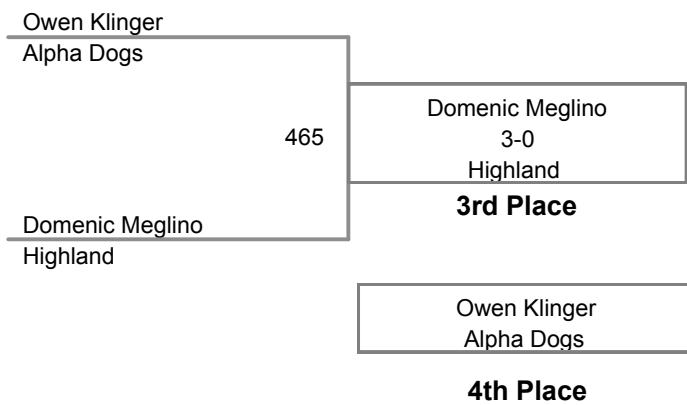 Owen Klinger
Alpha Dogs
465
Domenic Meglino
3-0
Highland
3rd Place
Domenic Meglino
Highland
Owen Klinger
Alpha Dogs
4th Place